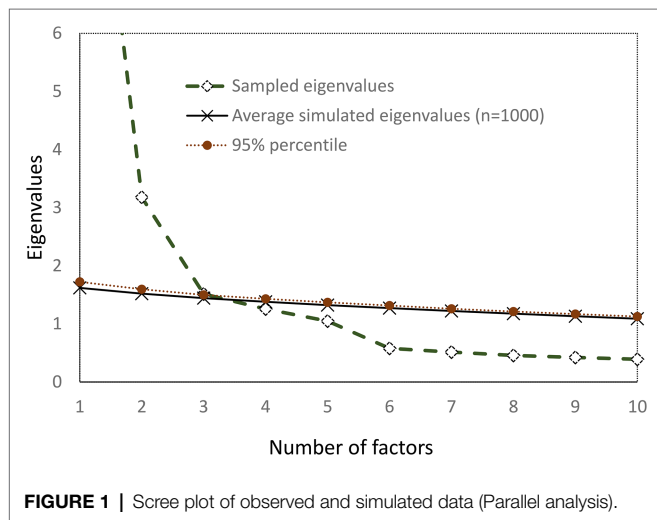 6
5
4
3
2
1
0
Eigenvalues
Sampled eigenvalues
Average simulated eigenvalues (n=1000)
95% percentile
1 2 3 4 5 6 7 8 9 10
Number of factors
FIGURE 1 | Scree plot of observed and simulated data (Parallel analysis).